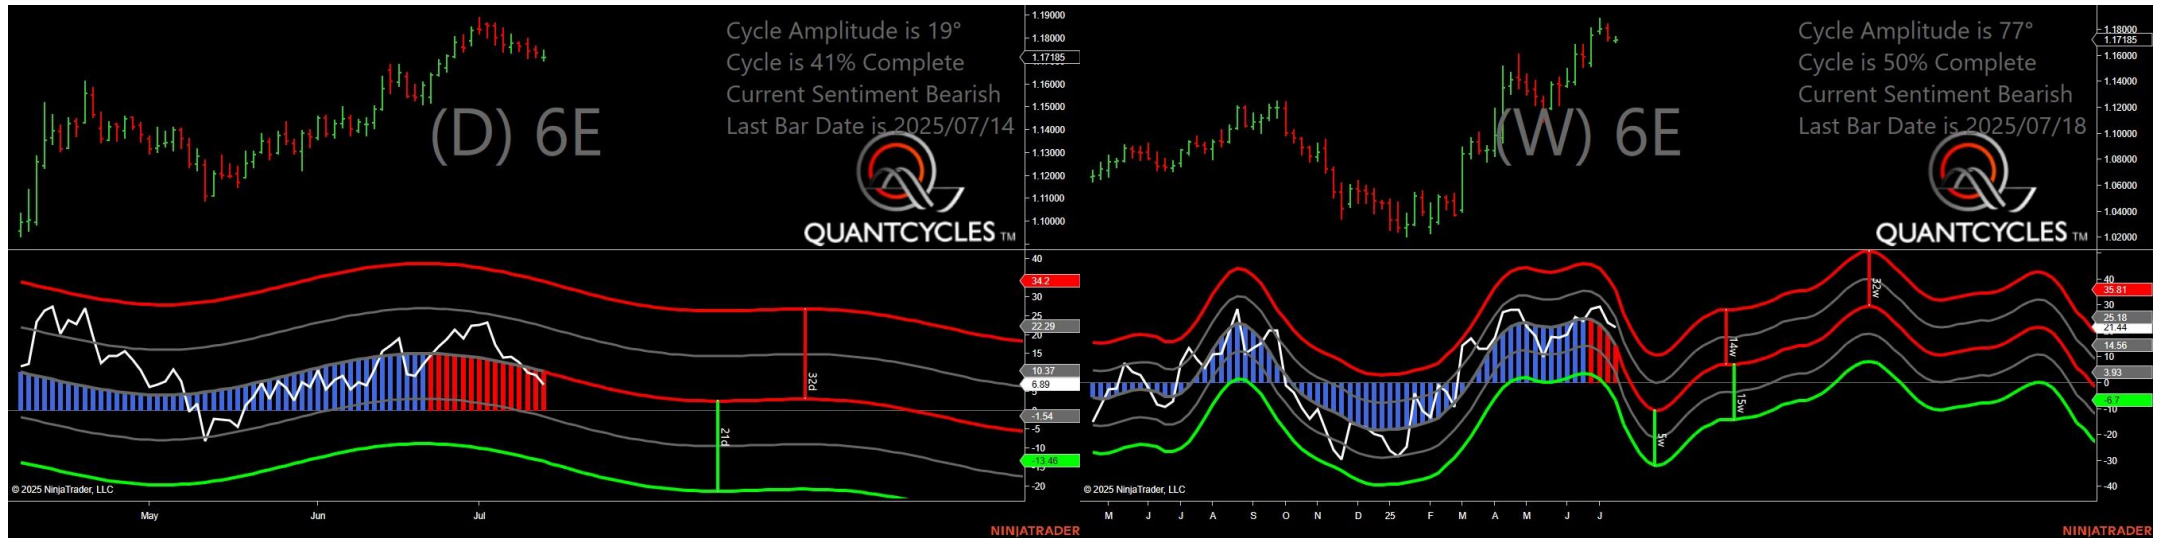 Cycle Amplitude is 19°
Cycle is 41% Complete
Current Sentiment Bearish
Last Bar Date is 2025/07/14
(D) 6E
QUANTCYCLES TM
1.19000
1.18000
1.17185
1.16000
1.15000
1.14000
1.13000
1.12000
1.11000
1.10000
40
34.2
30
25
22.29
20
15
10.37
6.89
5
-1.54
-5
-10
-13.46
-15
-20
32d
21d
© 2025 NinjaTrader, LLC
May
Jun
Jul
NINJATRADER
Cycle Amplitude is 77°
Cycle is 50% Complete
Current Sentiment Bearish
Last Bar Date is 2025/07/18
(W) 6E
QUANTCYCLES TM
1.18000
1.17185
1.16000
1.14000
1.12000
1.10000
1.08000
1.06000
1.04000
1.02000
40
35.81
30
25.18
21.44
14.56
10
3.93
0
-6.7
-10
-20
-30
-40
32w
14w
15w
5w
© 2025 NinjaTrader, LLC
M
J
J
A
S
O
N
D
25
F
M
A
M
J
J
NINJATRADER